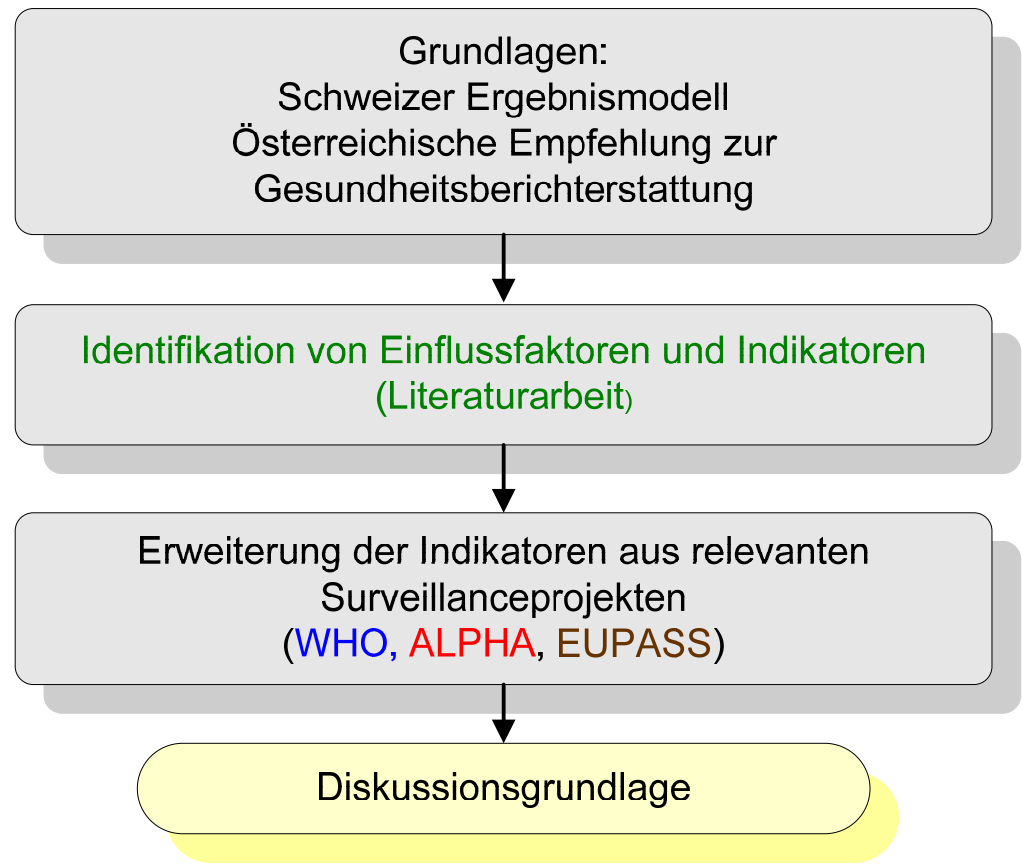 Grundlagen:
Schweizer Ergebnismodell
Österreichische Empfehlung zur
Gesundheitsberichterstattung
Identifikation von Einflussfaktoren und Indikatoren
(Literaturarbeit)
Erweiterung der Indikatoren aus relevanten
Surveillanceprojekten
(WHO, ALPHA, EUPASS)
Diskussionsgrundlage